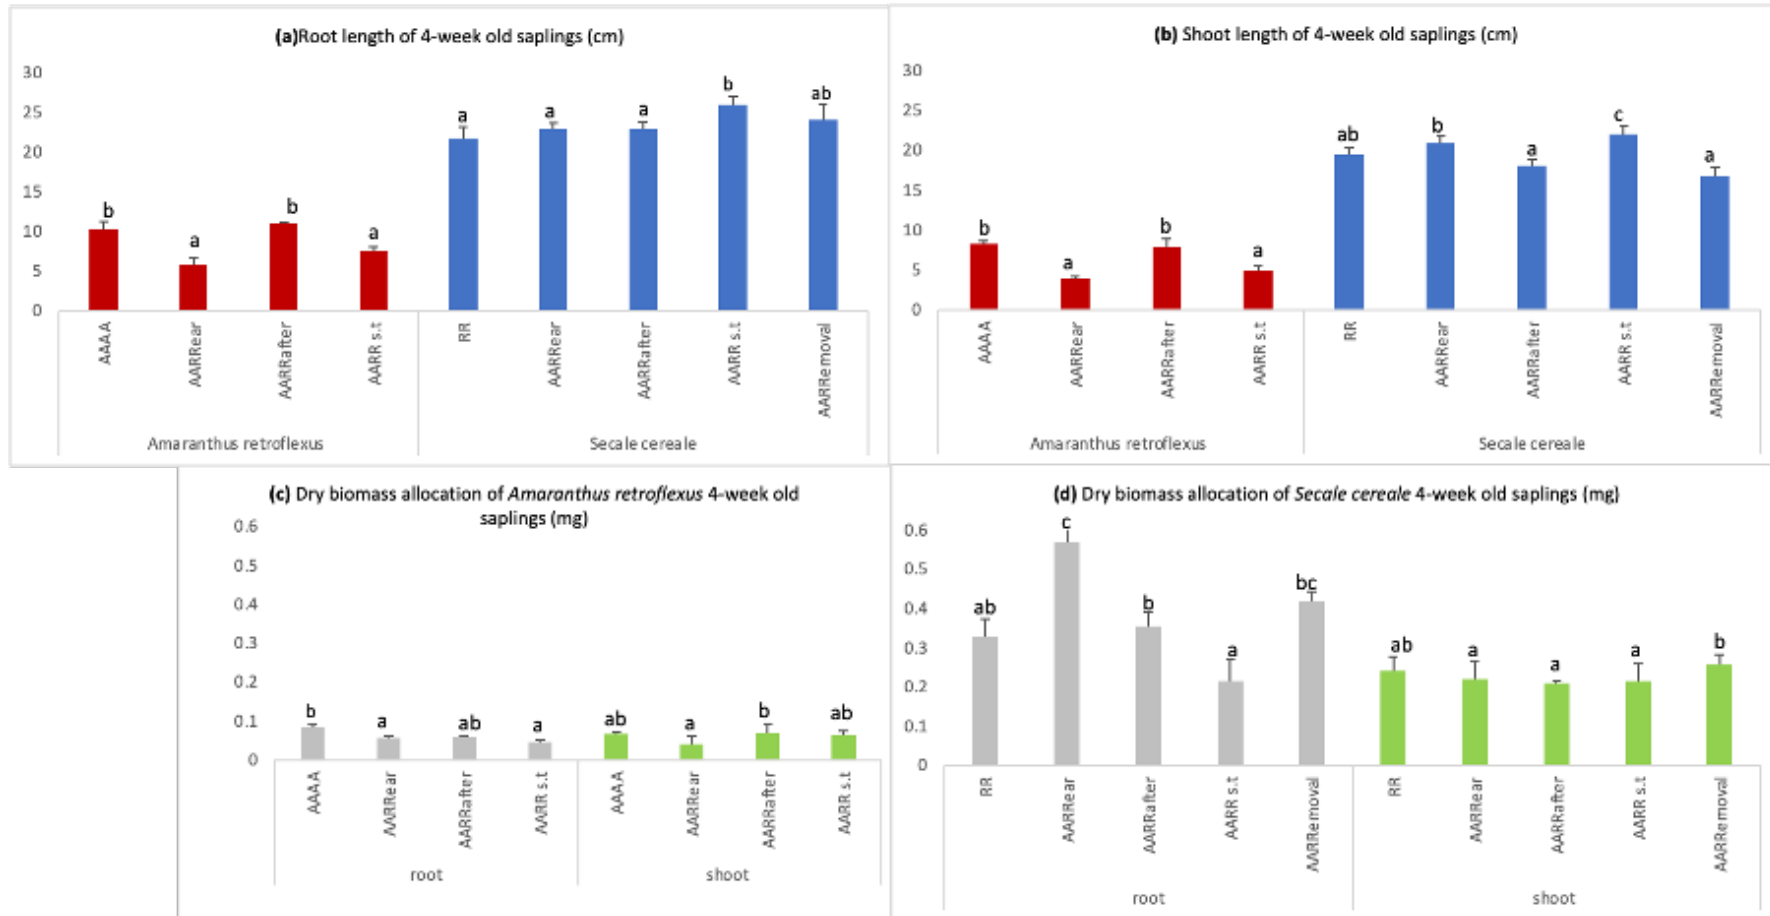 (a)Root length of 4-week old saplings (cm)
30
25
20
15
10
5
0
b
a
b
a
a
a
a
b
ab
AAAA
AARRear
AARRafter
AARR s.t
RR
AARRear
AARRafter
AARR s.t
AARRemoval
Amaranthus retroflexus
Secale cereale
(b) Shoot length of 4-week old saplings (cm)
30
25
20
15
10
5
0
b
a
b
a
ab
b
a
c
a
AAAA
AARRear
AARRafter
AARR s.t
RR
AARRear
AARRafter
AARR s.t
AARRemoval
Amaranthus retroflexus
Secale cereale
(c) Dry biomass allocation of Amaranthus retroflexus 4-week old
saplings (mg)
0.6
0.5
0.4
0.3
0.2
0.1
0
b
a
ab
a
ab
a
b
ab
AAAA
AARRear
AARRafter
AARR s.t
AAAA
AARRear
AARRafter
AARR s.t
root
shoot
(d) Dry biomass allocation of Secale cereale 4-week old saplings (mg)
0.6
0.5
0.4
0.3
0.2
0.1
0
ab
c
b
a
bc
ab
a
a
a
b
RR
AARRear
AARRafter
AARR s.t
AARRemoval
RR
AARRear
AARRafter
AARR s.t
AARRemoval
root
shoot